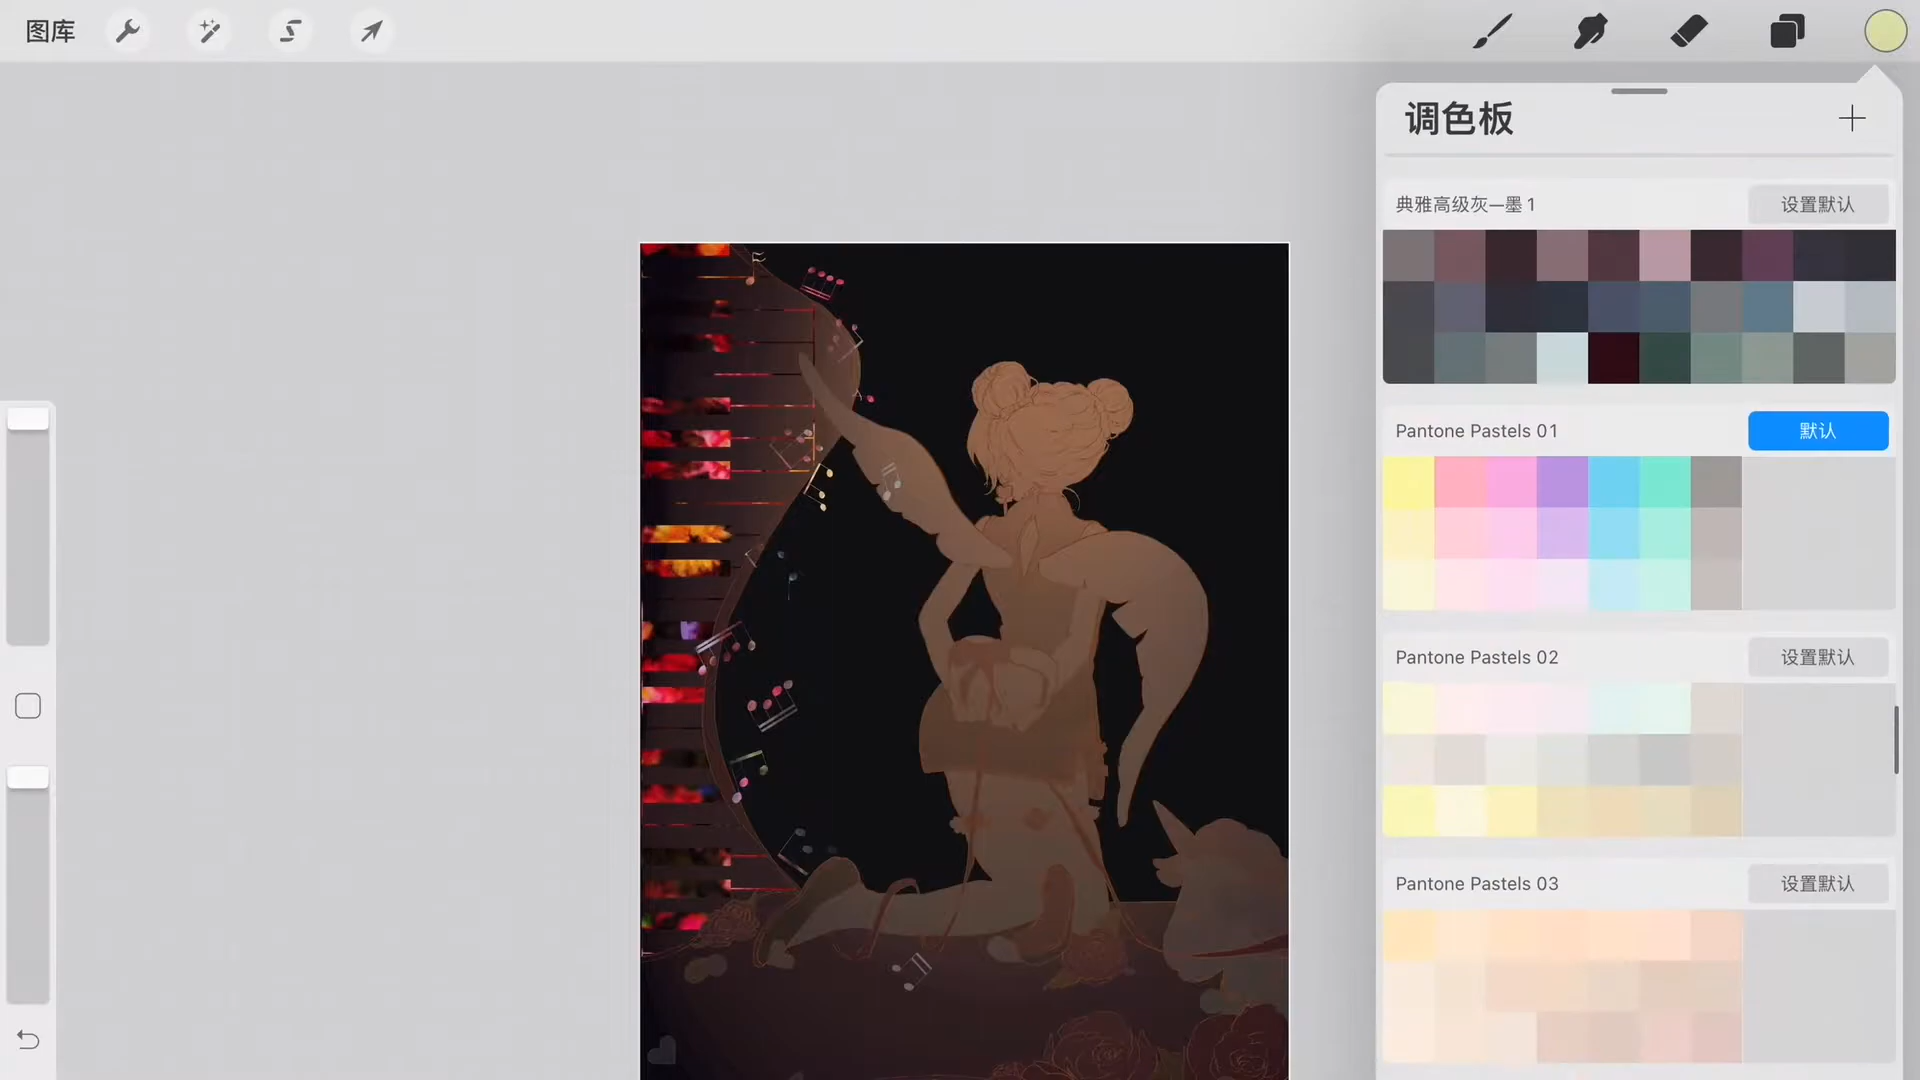 图库
调色板
典雅高级灰—墨 1
设置默认
Pantone Pastels 01
默认
Pantone Pastels 02
设置默认
Pantone Pastels 03
设置默认